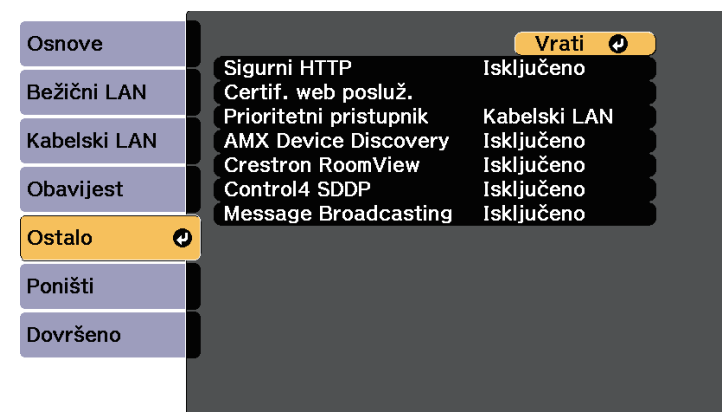 Osnove
Bežični LAN
Kabelski LAN
Obavijest
Ostalo
Poništi
Dovršeno
Vrati
Sigurni HTTP Isključeno
Certif. web posluž.
Prioritetni pristupnik Kabelski LAN
AMX Device Discovery Isključeno
Crestron RoomView Isključeno
Control4 SDDP Isključeno
Message Broadcasting Isključeno